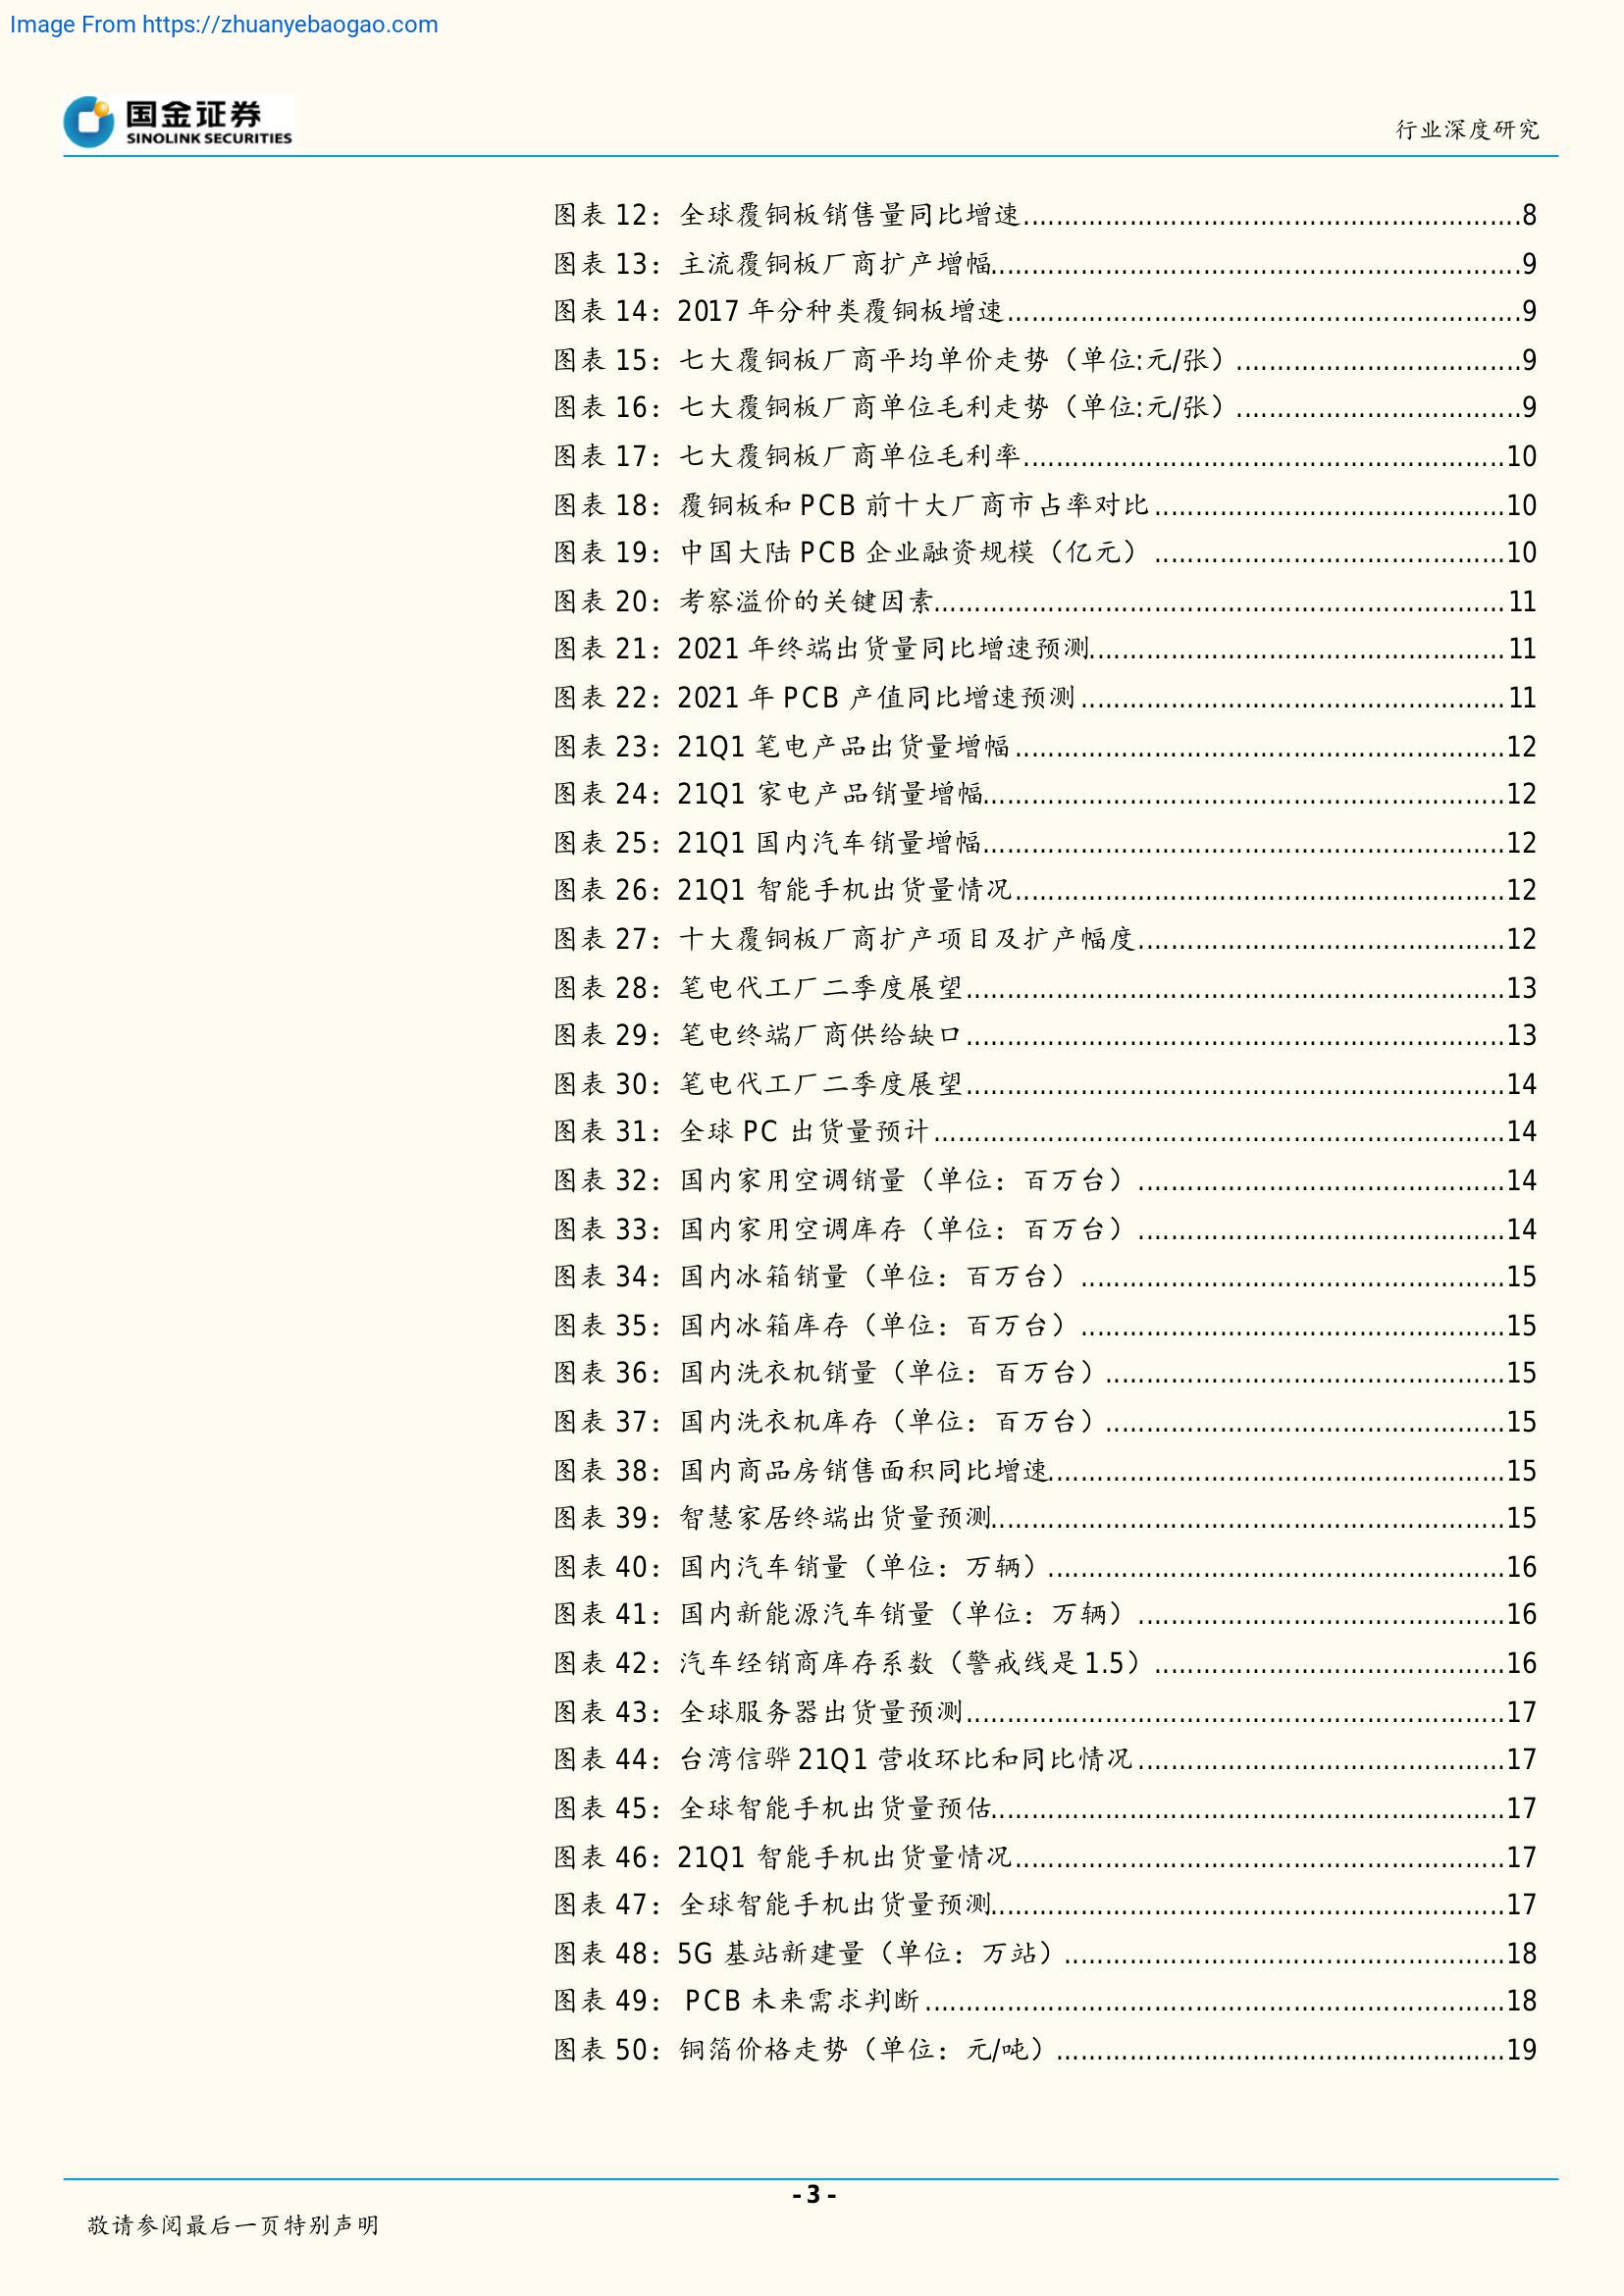 Image From https://zhuanyebaogao.com
国金证券
SINOLINK SECURITIES
行业深度研究
图表 12：全球覆铜板销售量同比增速..............................................................8
图表 13：主流覆铜板厂商扩产增幅..................................................................9
图表 14：2017 年分种类覆铜板增速................................................................9
图表 15：七大覆铜板厂商平均单价走势（单位:元/张）...................................9
图表 16：七大覆铜板厂商单位毛利走势（单位:元/张）...................................9
图表 17：七大覆铜板厂商单位毛利率............................................................10
图表 18：覆铜板和 PCB 前十大厂商市占率对比...........................................10
图表 19：中国大陆 PCB 企业融资规模（亿元）...........................................10
图表 20：考察溢价的关键因素......................................................................11
图表 21：2021 年终端出货量同比增速预测...................................................11
图表 22：2021 年 PCB 产值同比增速预测....................................................11
图表 23：21Q1 笔电产品出货量增幅............................................................12
图表 24：21Q1 家电产品销量增幅................................................................12
图表 25：21Q1 国内汽车销量增幅................................................................12
图表 26：21Q1 智能手机出货量情况............................................................12
图表 27：十大覆铜板厂商扩产项目及扩产幅度.............................................12
图表 28：笔电代工厂二季度展望..................................................................13
图表 29：笔电终端厂商供给缺口..................................................................13
图表 30：笔电代工厂二季度展望..................................................................14
图表 31：全球 PC 出货量预计......................................................................14
图表 32：国内家用空调销量（单位：百万台）.............................................14
图表 33：国内家用空调库存（单位：百万台）.............................................14
图表 34：国内冰箱销量（单位：百万台）....................................................15
图表 35：国内冰箱库存（单位：百万台）....................................................15
图表 36：国内洗衣机销量（单位：百万台）.................................................15
图表 37：国内洗衣机库存（单位：百万台）.................................................15
图表 38：国内商品房销售面积同比增速........................................................15
图表 39：智慧家居终端出货量预测...............................................................15
图表 40：国内汽车销量（单位：万辆）........................................................16
图表 41：国内新能源汽车销量（单位：万辆）.............................................16
图表 42：汽车经销商库存系数（警戒线是 1.5）...........................................16
图表 43：全球服务器出货量预测..................................................................17
图表 44：台湾信骅 21Q1 营收环比和同比情况.............................................17
图表 45：全球智能手机出货量预估...............................................................17
图表 46：21Q1 智能手机出货量情况............................................................17
图表 47：全球智能手机出货量预测...............................................................17
图表 48：5G 基站新建量（单位：万站）......................................................18
图表 49： PCB 未来需求判断.......................................................................18
图表 50：铜箔价格走势（单位：元/吨）.......................................................19
- 3 -
敬请参阅最后一页特别声明